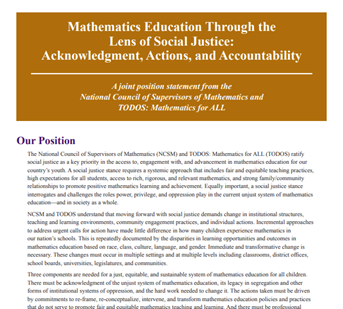 Mathematics Education Through the
Lens of Social Justice:
Acknowledgment, Actions, and Accountability
A joint position statement from the
National Council of Supervisors of Mathematics and
TODOS: Mathematics for ALL
Our Position
The National Council of Supervisors of Mathematics (NCSM) and TODOS: Mathematics for ALL (TODOS) ratify
social justice as a key priority in the access to, engagement with, and advancement in mathematics education for our
country's youth. A social justice stance requires a systemic approach that includes fair and equitable teaching practices,
high expectations for all students, access to rich, rigorous, and relevant mathematics, and strong family/community
relationships to promote positive mathematics learning and achievement. Equally important, a social justice stance
interrogates and challenges the roles power, privilege, and oppression play in the current unjust system of mathematics
education—and in society as a whole.
NCSM and TODOS understand that moving forward with social justice demands change in institutional structures,
teaching and learning environments, community engagement practices, and individual actions. Incremental approaches
to address urgent calls for action have made little difference in how many children experience mathematics in
our nation's schools. This is repeatedly documented by the disparities in learning opportunities and outcomes in
mathematics education based on race, class, culture, language, and gender. Immediate and transformative change is
necessary. These changes must occur in multiple settings and at multiple levels including classrooms, district offices,
school boards, universities, legislatures, and communities.
Three components are needed for a just, equitable, and sustainable system of mathematics education for all children.
There must be acknowledgment of the unjust system of mathematics education, its legacy in segregation and other
forms of institutional systems of oppression, and the hard work needed to change it. The actions taken must be driven
by commitments to re-frame, re-conceptualize, intervene, and transform mathematics education policies and practices
that do not serve to promote fair and equitable mathematics teaching and learning. And there must be professional